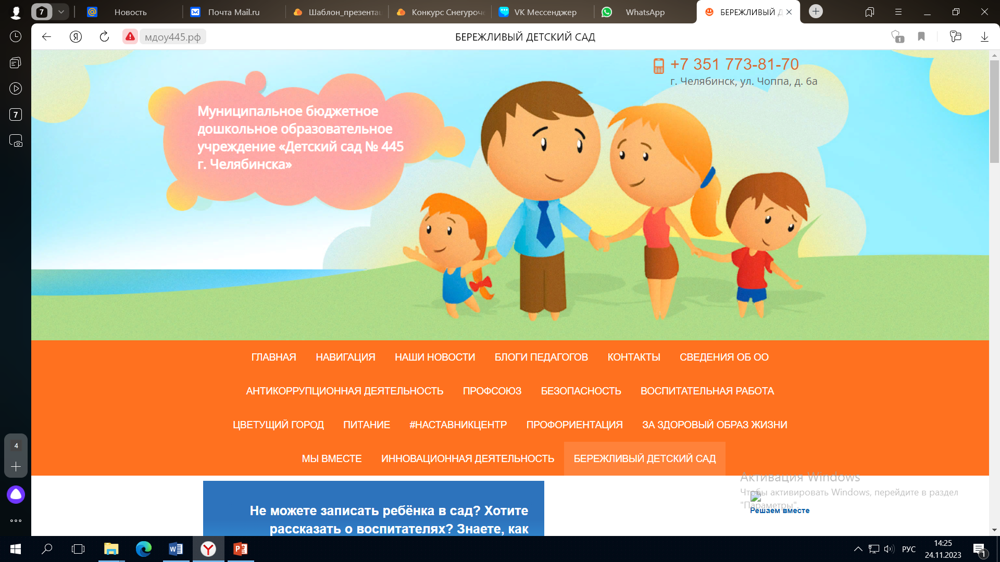 7
Новость
Почта Mail.ru
Шаблон_презента
Конкурс Снегуроч
VK Мессенджер
WhatsApp
БЕРЕЖЛИВЫЙ Д
мдоу445.рф
БЕРЕЖЛИВЫЙ ДЕТСКИЙ САД
1
7
+7 351 773-81-70
г. Челябинск, ул. Чоппа, д. 6а
Муниципальное бюджетное
дошкольное образовательное
учреждение «Детский сад № 445
г. Челябинска»
ГЛАВНАЯ НАВИГАЦИЯ НАШИ НОВОСТИ БЛОГИ ПЕДАГОГОВ КОНТАКТЫ СВЕДЕНИЯ ОБ ОО
АНТИКОРРУПЦИОННАЯ ДЕЯТЕЛЬНОСТЬ ПРОФСОЮЗ БЕЗОПАСНОСТЬ ВОСПИТАТЕЛЬНАЯ РАБОТА
ЦВЕТУЩИЙ ГОРОД ПИТАНИЕ #НАСТАВНИКЦЕНТР ПРОФОРИЕНТАЦИЯ ЗА ЗДОРОВЫЙ ОБРАЗ ЖИЗНИ
МЫ ВМЕСТЕ ИННОВАЦИОННАЯ ДЕЯТЕЛЬНОСТЬ БЕРЕЖЛИВЫЙ ДЕТСКИЙ САД
4
Не можете записать ребёнка в сад? Хотите
рассказать о воспитателях? Знаете, как
Активация Windows
Чтобы активировать Windows, перейдите в раздел
"Параметры".
Решаем вместе
РУС
14:25
24.11.2023
1